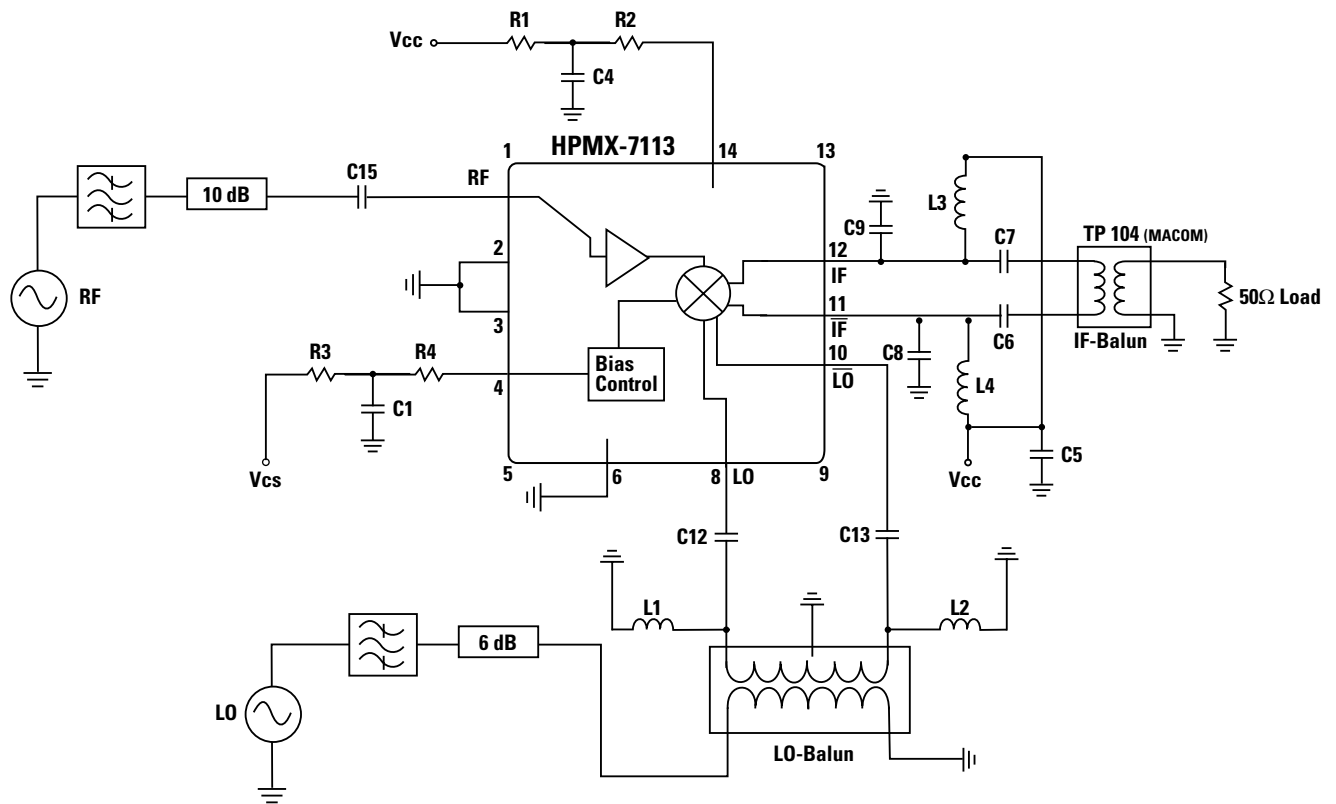 R1
R2
Vcc
C4
HPMX-7113
1
14
13
C15
RF
10 dB
L3
C9
C7
TP 104 (MACOM)
2
12
IF
RF
50Ω Load
3
11
I̅F̅
C6
IF-Balun
R3
R4
Bias
Control
C8
10
L̅O̅
4
L4
C1
Vcs
5
6
8
LO
9
Vcc
C5
C12
C13
L1
L2
6 dB
LO
LO-Balun